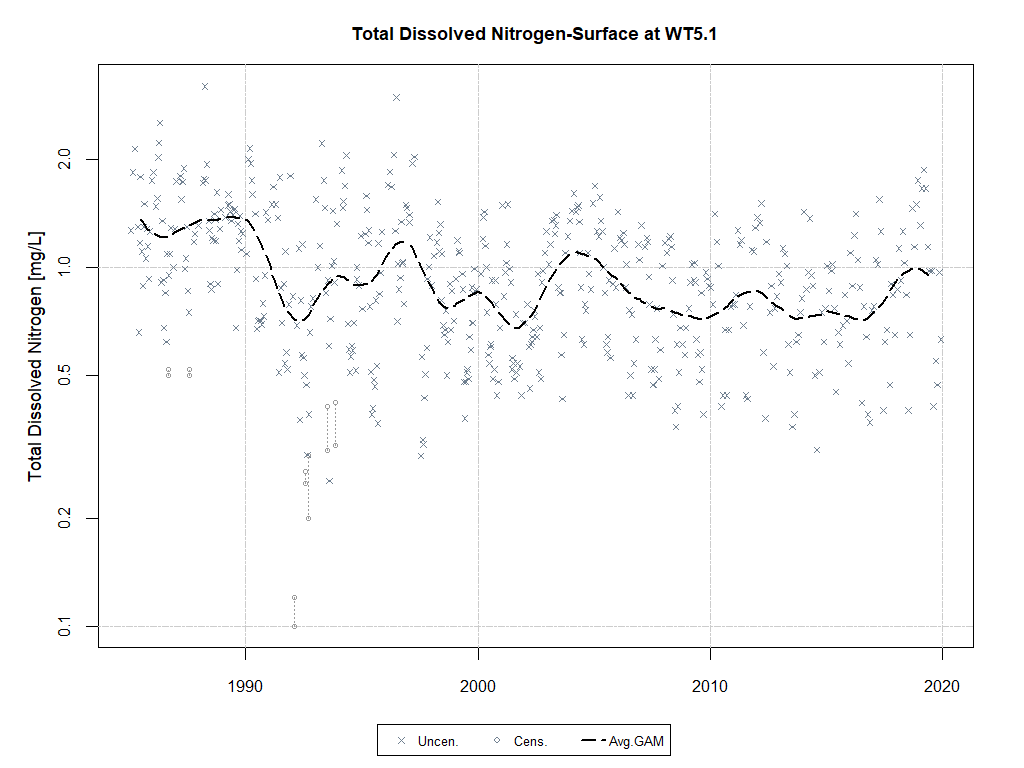 Total Dissolved Nitrogen-Surface at WT5.1
Total Dissolved Nitrogen [mg/L]
2.0
1.0
0.5
0.2
0.1
1990 2000 2010 2020
Uncen. Cens. Avg.GAM